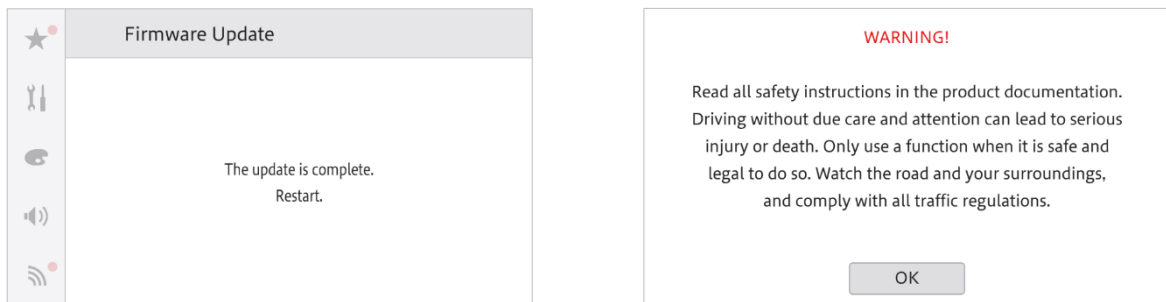 Firmware Update
The update is complete.
Restart.
WARNING!
Read all safety instructions in the product documentation.
Driving without due care and attention can lead to serious
injury or death. Only use a function when it is safe and
legal to do so. Watch the road and your surroundings,
and comply with all traffic regulations.
OK